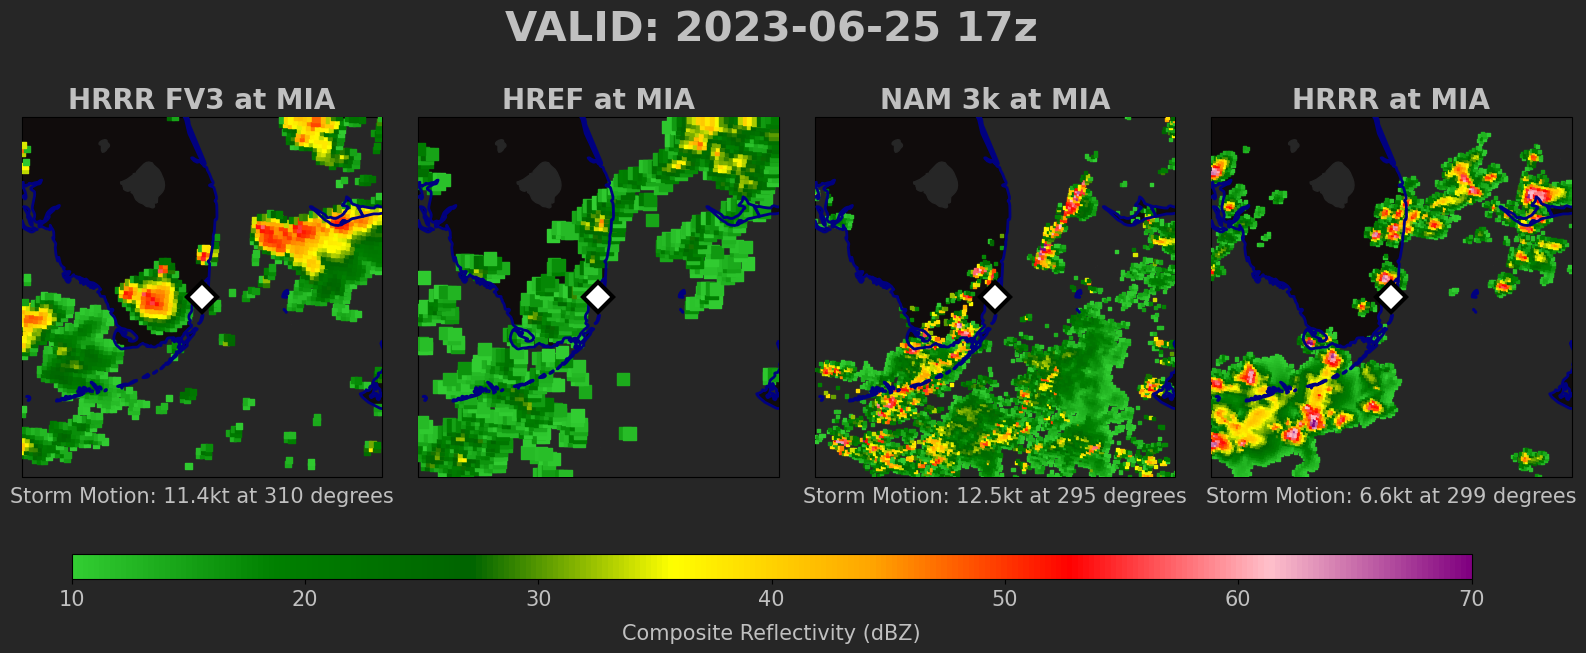 VALID: 2023-06-25 17z
HRRR FV3 at MIA
HREF at MIA
NAM 3k at MIA
HRRR at MIA
Storm Motion: 11.4kt at 310 degrees
Storm Motion: 12.5kt at 295 degrees
Storm Motion: 6.6kt at 299 degrees
10 20 30 40 50 60 70
Composite Reflectivity (dBZ)